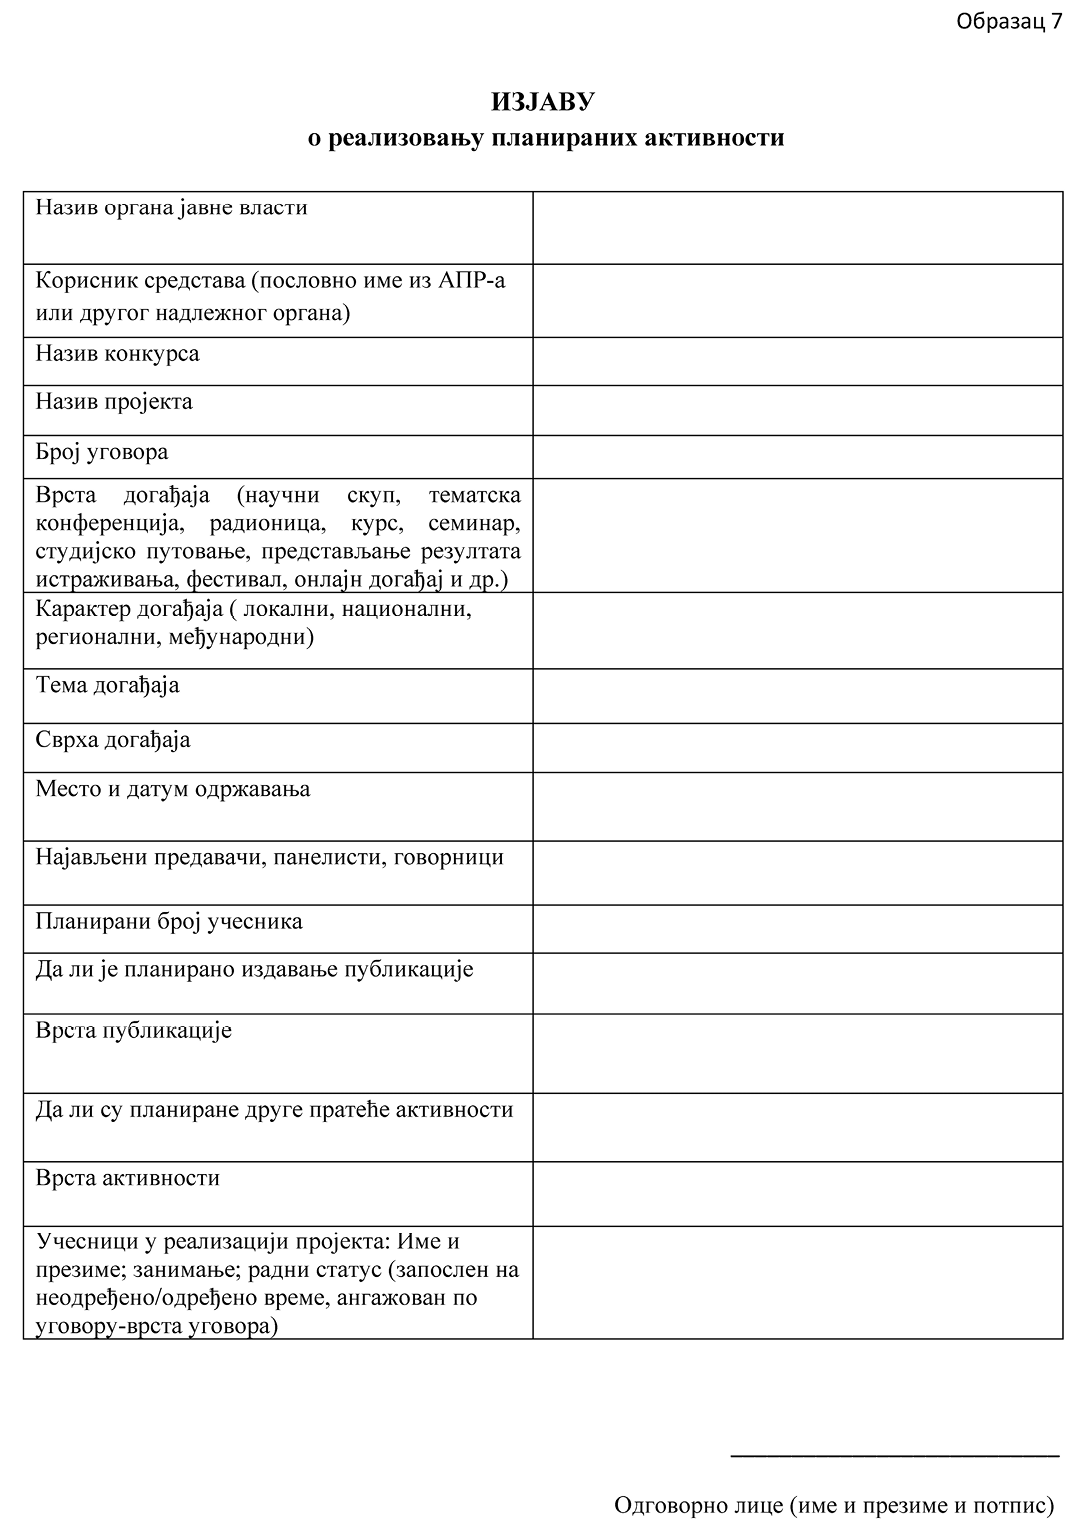 Образац 7
ИЗЈАВУ
о реализовању планираних активности
Назив органа јавне власти
Корисник средстава (пословно име из АПР-а
или другог надлежног органа)
Назив конкурса
Назив пројекта
Број уговора
Врста догађаја (научни скуп, тематска
конференција, радионица, курс, семинар,
студијско путовање, представљање резултата
истраживања, фестивал, онлајн догађај и др.)
Карактер догађаја ( локални, национални,
регионални, међународни)
Тема догађаја
Сврха догађаја
Место и датум одржавања
Најављени предавачи, панелисти, говорници
Планирани број учесника
Да ли је планирано издавање публикације
Врста публикације
Да ли су планиране друге пратеће активности
Врста активности
Учесници у реализацији пројекта: Име и
презиме; занимање; радни статус (запослен на
неодређено/одређено време, ангажован по
уговору-врста уговора)
Одговорно лице (име и презиме и потпис)